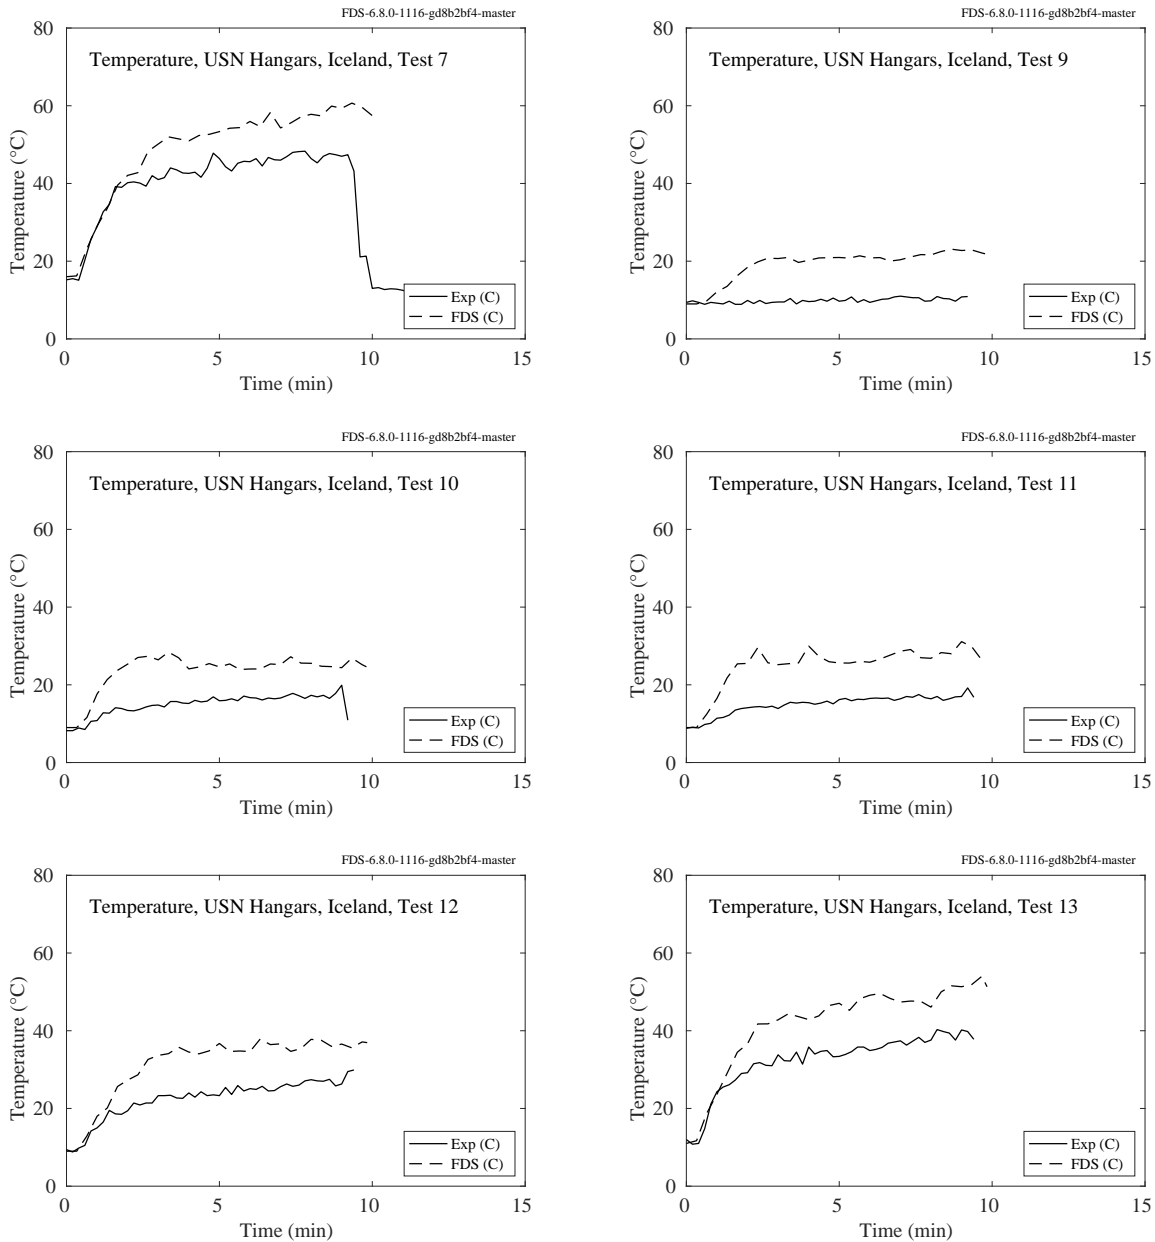 FDS-6.8.0-1116-gd8b2bf4-master
Temperature, USN Hangars, Iceland, Test 7
80
60
40
20
0
Temperature (°C)
0 5 10 15
Time (min)
Exp (C)
FDS (C)
FDS-6.8.0-1116-gd8b2bf4-master
Temperature, USN Hangars, Iceland, Test 9
80
60
40
20
0
Temperature (°C)
0 5 10 15
Time (min)
Exp (C)
FDS (C)
FDS-6.8.0-1116-gd8b2bf4-master
Temperature, USN Hangars, Iceland, Test 10
80
60
40
20
0
Temperature (°C)
0 5 10 15
Time (min)
Exp (C)
FDS (C)
FDS-6.8.0-1116-gd8b2bf4-master
Temperature, USN Hangars, Iceland, Test 11
80
60
40
20
0
Temperature (°C)
0 5 10 15
Time (min)
Exp (C)
FDS (C)
FDS-6.8.0-1116-gd8b2bf4-master
Temperature, USN Hangars, Iceland, Test 12
80
60
40
20
0
Temperature (°C)
0 5 10 15
Time (min)
Exp (C)
FDS (C)
FDS-6.8.0-1116-gd8b2bf4-master
Temperature, USN Hangars, Iceland, Test 13
80
60
40
20
0
Temperature (°C)
0 5 10 15
Time (min)
Exp (C)
FDS (C)